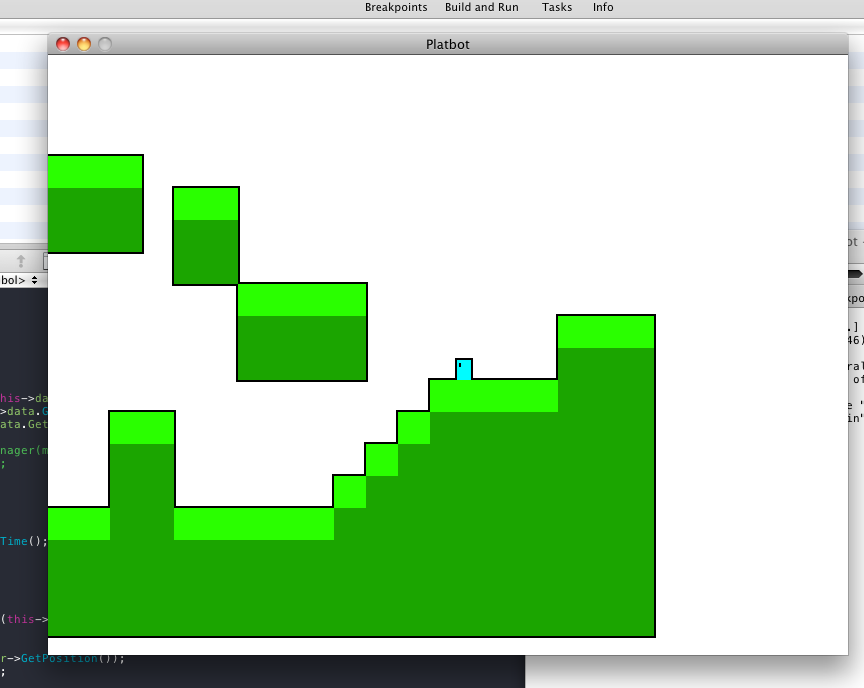 Breakpoints Build and Run Tasks Info
Platbot
ot
bol>
kpo
.]
46)
his->da
ral
>data.G
of
ata.Get
e "
in"
nager(m
;
Time();
(this->
r->GetPosition());
;